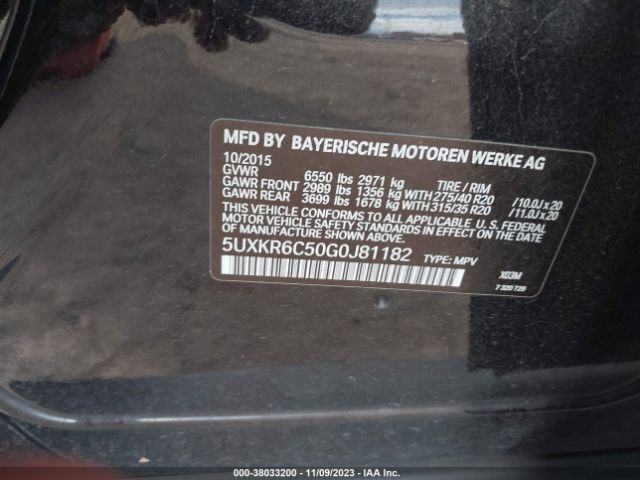 MFD BY BAYERISCHE MOTOREN WERKE AG
10/2015
GVWR 6550 lbs 2971 kg TIRE / RIM
GAWR FRONT 2989 lbs 1356 kg WITH 275/40 R20 /10.0Jx20
GAWR REAR 3699 lbs 1678 kg WITH 315/35 R20 /11.0Jx20
THIS VEHICLE CONFORMS TO ALL APPLICABLE U. S. FEDERAL
MOTOR VEHICLE SAFETY STANDARDS IN EFFECT ON THE DATE
OF MANUFACTURE SHOWN ABOVE.
5UXKR6C50G0J81182 TYPE: MPV
X03M
7 320 729
000-38033200 - 11/09/2023 - IAA Inc.